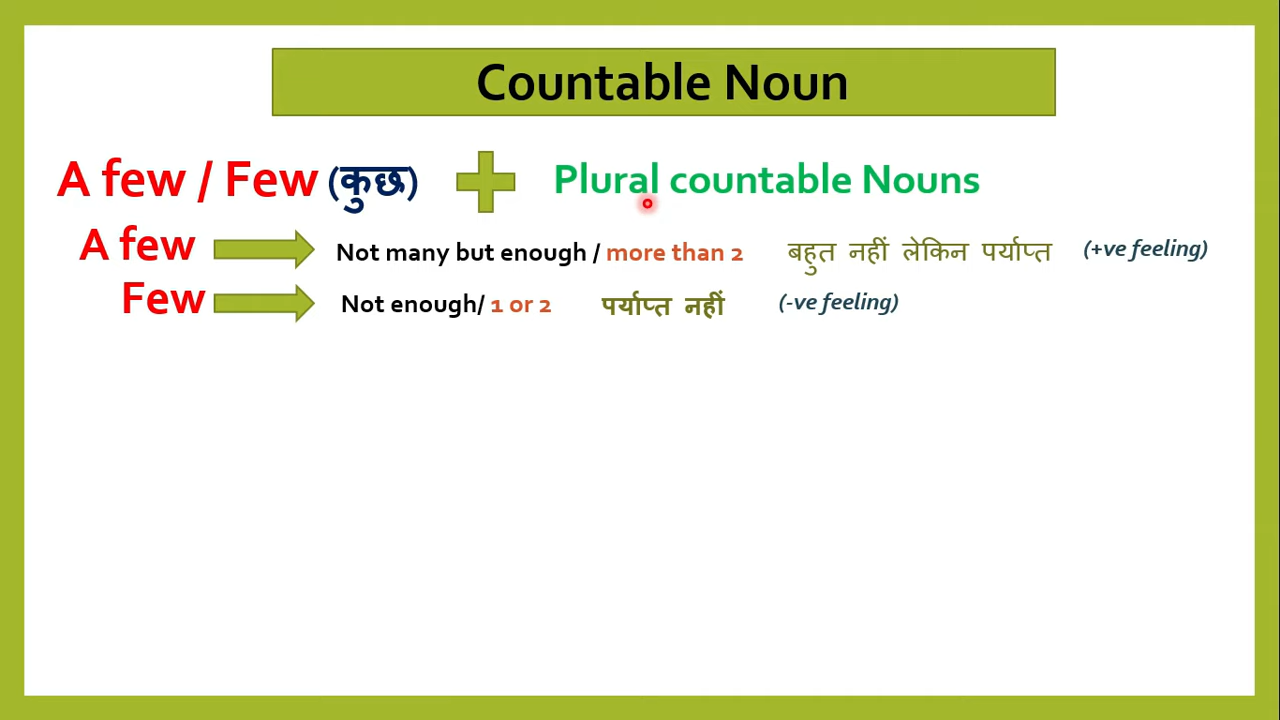 Countable Noun
A few / Few (कुछ) Plural countable Nouns
A few Not many but enough / more than 2 बहुत नहीं लेकिन पर्याप्त (+ve feeling)
Few Not enough/ 1 or 2 पर्याप्त नहीं (-ve feeling)